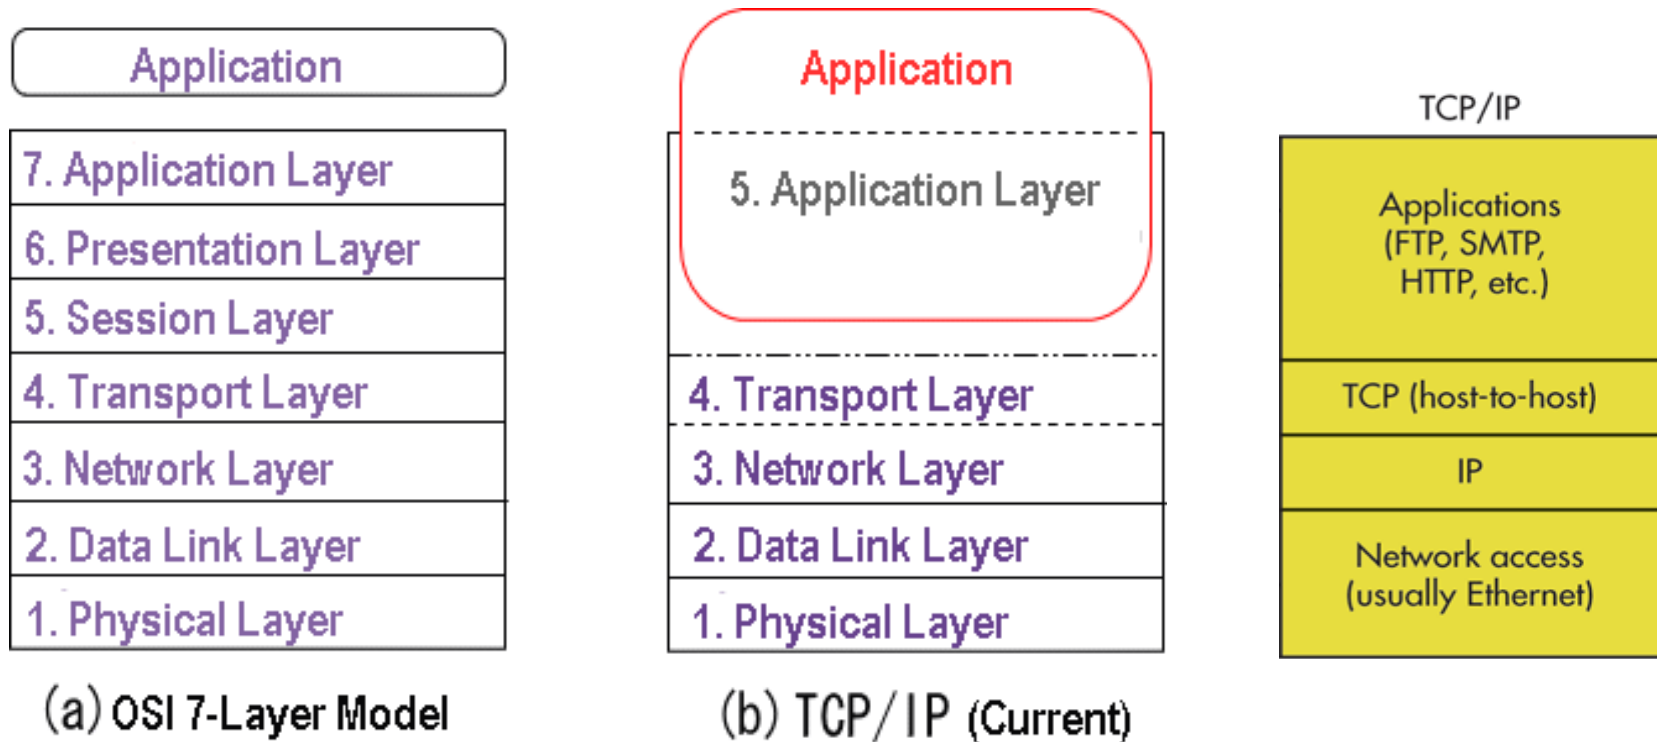 Application
7. Application Layer
6. Presentation Layer
5. Session Layer
4. Transport Layer
3. Network Layer
2. Data Link Layer
1. Physical Layer
(a) OSI 7-Layer Model
Application
5. Application Layer
4. Transport Layer
3. Network Layer
2. Data Link Layer
1. Physical Layer
(b) TCP/IP (Current)
TCP/IP
Applications
(FTP, SMTP,
HTTP, etc.)
TCP (host-to-host)
IP
Network access
(usually Ethernet)